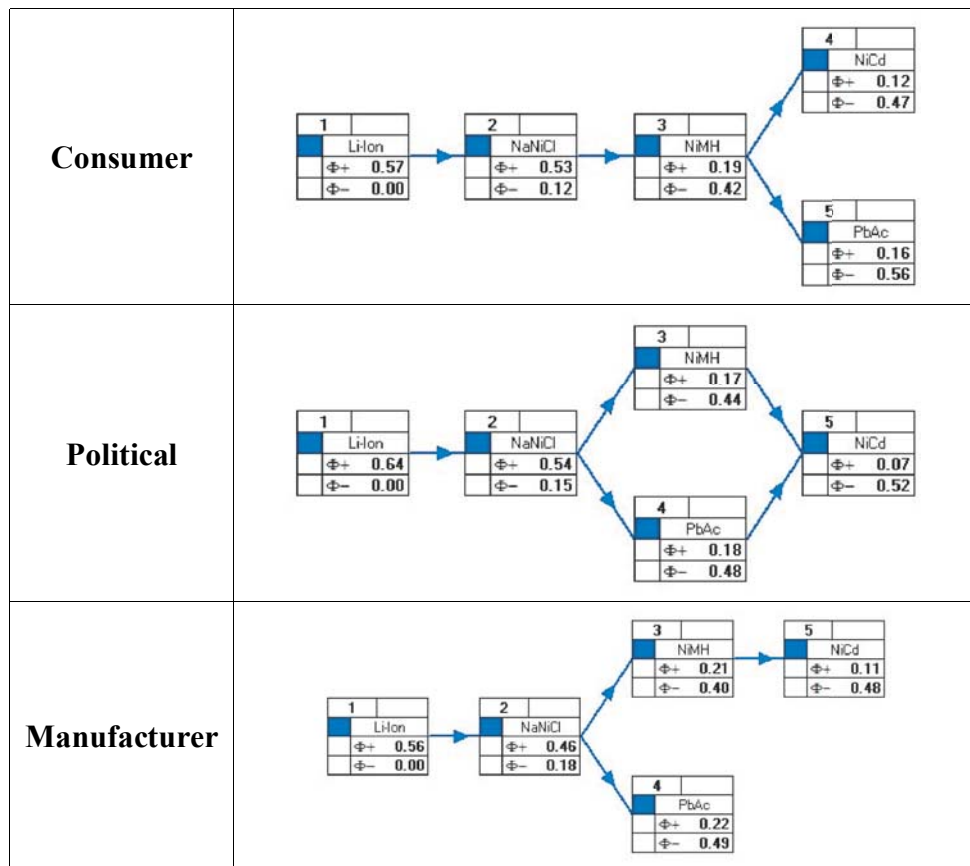 Consumer
1
Li-Ion
Φ+ 0.57
Φ− 0.00
2
NaNiCl
Φ+ 0.53
Φ− 0.12
3
NiMH
Φ+ 0.19
Φ− 0.42
4
NiCd
Φ+ 0.12
Φ− 0.47
5
PbAc
Φ+ 0.16
Φ− 0.56
Political
1
Li-Ion
Φ+ 0.64
Φ− 0.00
2
NaNiCl
Φ+ 0.54
Φ− 0.15
3
NiMH
Φ+ 0.17
Φ− 0.44
4
PbAc
Φ+ 0.18
Φ− 0.48
5
NiCd
Φ+ 0.07
Φ− 0.52
Manufacturer
1
Li-Ion
Φ+ 0.56
Φ− 0.00
2
NaNiCl
Φ+ 0.46
Φ− 0.18
3
NiMH
Φ+ 0.21
Φ− 0.40
5
NiCd
Φ+ 0.11
Φ− 0.48
4
PbAc
Φ+ 0.22
Φ− 0.49